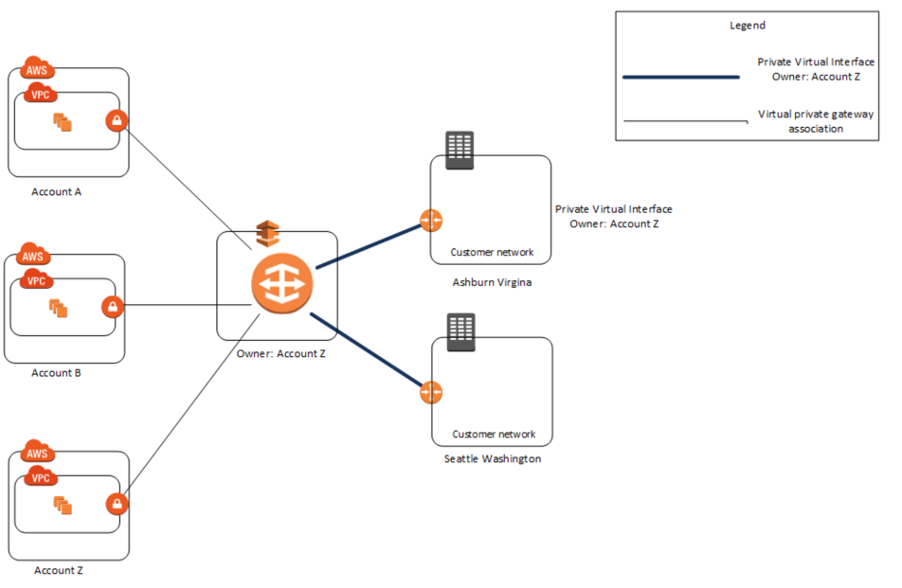 Legend
Private Virtual Interface
Owner: Account Z
Virtual private gateway
association
AWS
VPC
Account A
AWS
VPC
Account B
AWS
VPC
Account Z
Owner: Account Z
Customer network
Ashburn Virgina
Private Virtual Interface
Owner: Account Z
Customer network
Seattle Washington